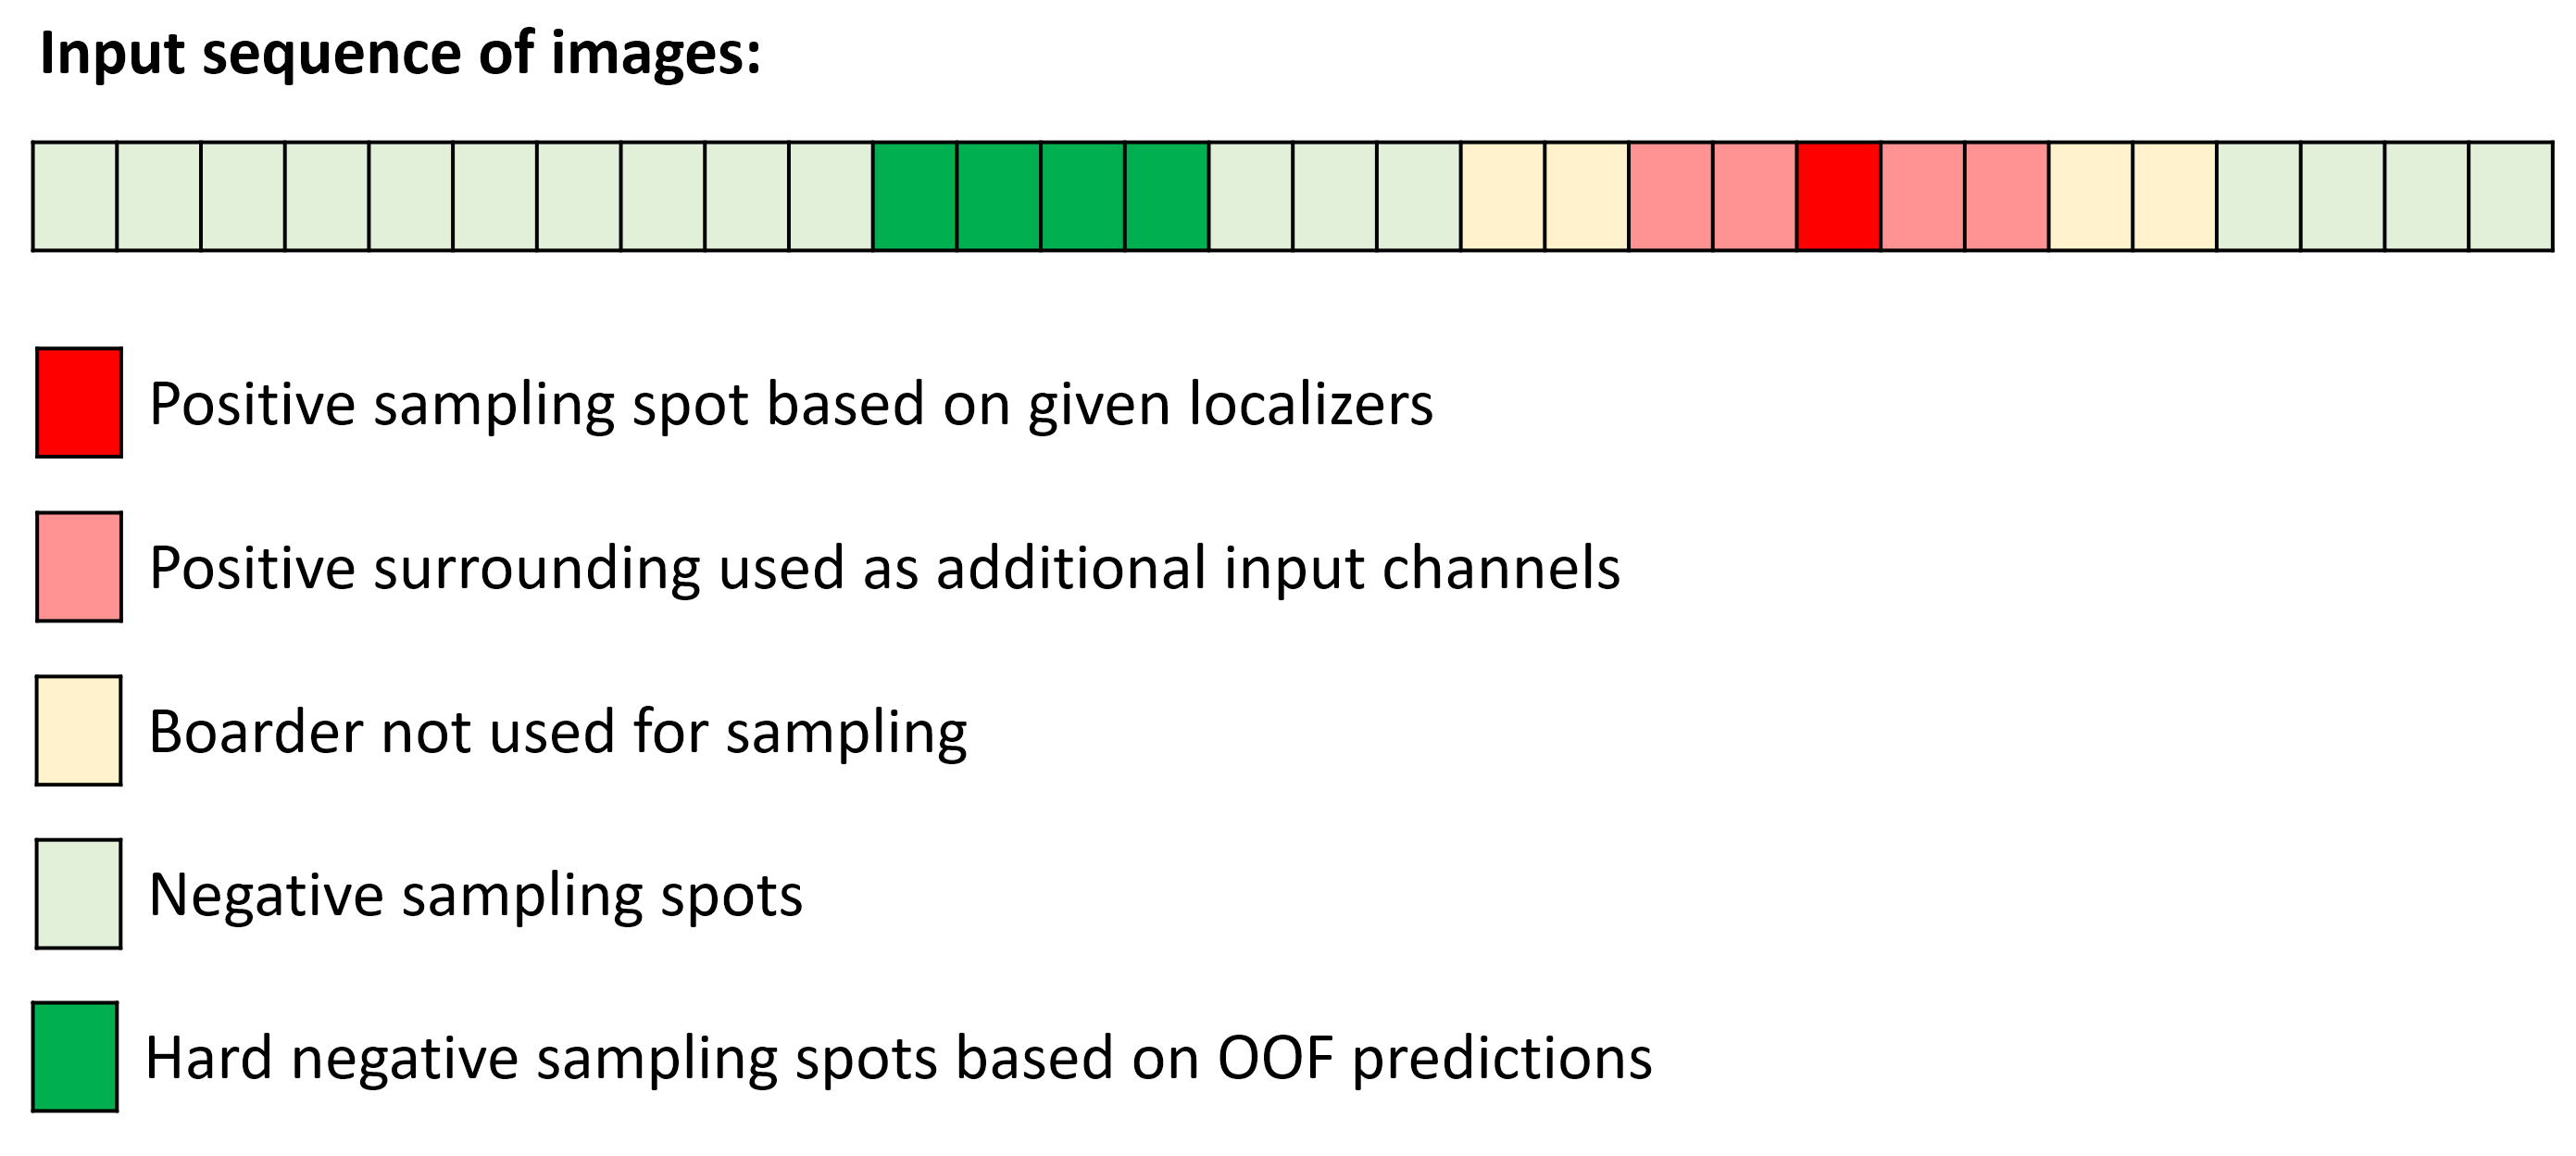 Input sequence of images:
Positive sampling spot based on given localizers
Positive surrounding used as additional input channels
Boarder not used for sampling
Negative sampling spots
Hard negative sampling spots based on OOF predictions